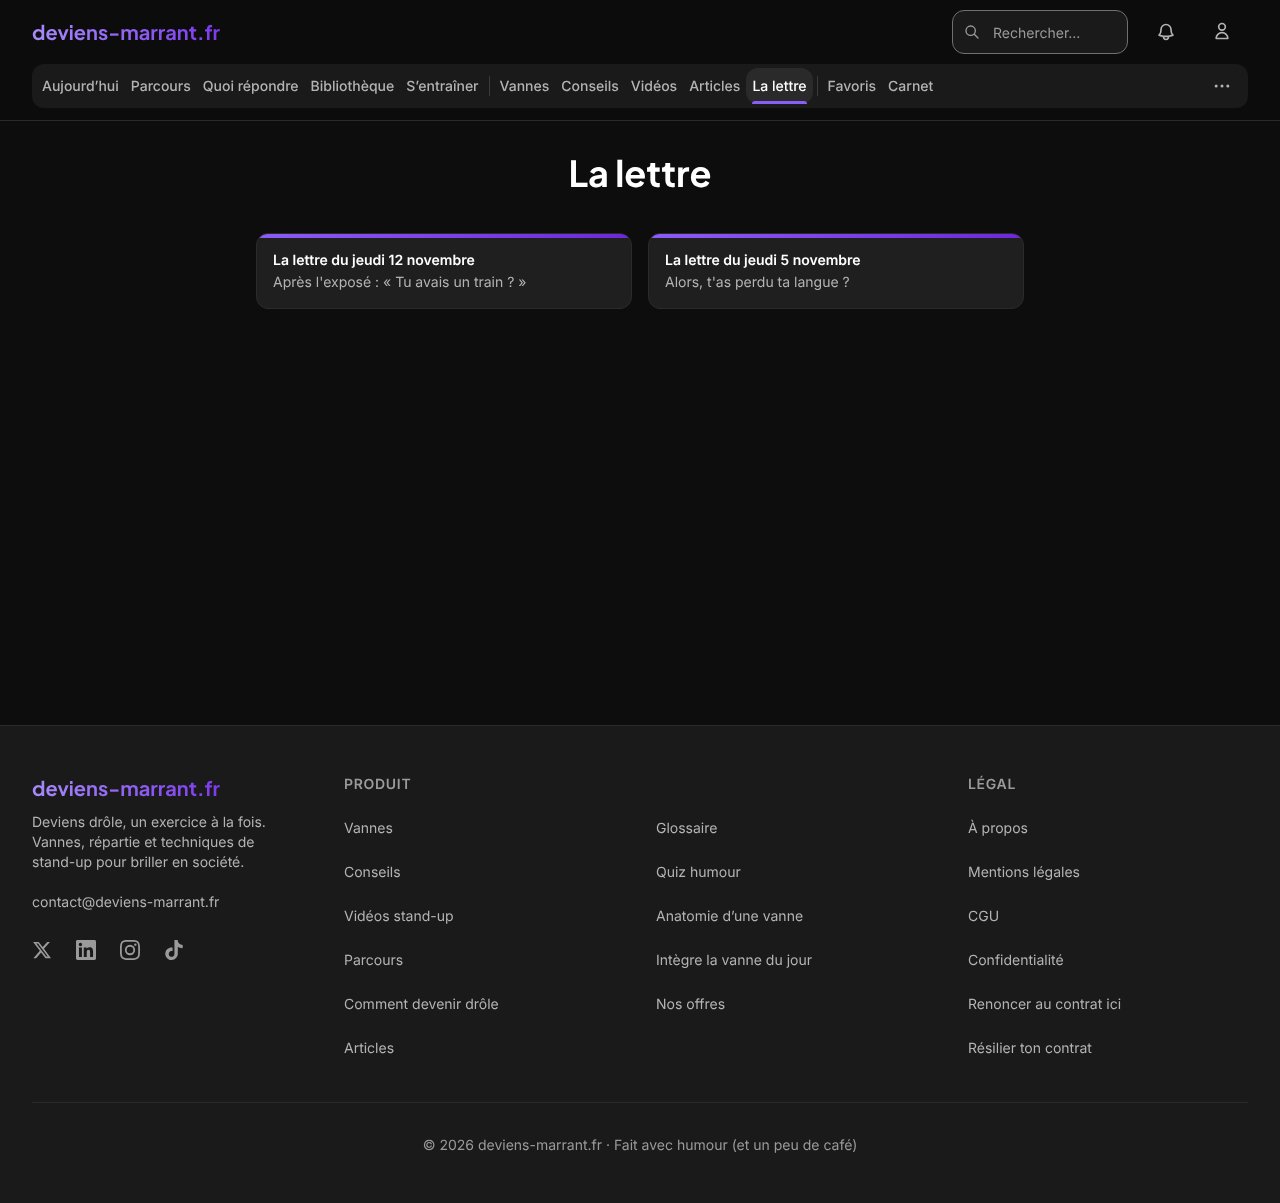 deviens-marrant.fr
Rechercher...
Aujourd’hui Parcours Quoi répondre Bibliothèque S’entraîner Vannes Conseils Vidéos Articles La lettre Favoris Carnet
La lettre
La lettre du jeudi 12 novembre
Après l'exposé : « Tu avais un train ? »
La lettre du jeudi 5 novembre
Alors, t'as perdu ta langue ?
deviens-marrant.fr
Deviens drôle, un exercice à la fois.
Vannes, répartie et techniques de
stand-up pour briller en société.
contact@deviens-marrant.fr
PRODUIT
Vannes
Conseils
Vidéos stand-up
Parcours
Comment devenir drôle
Articles
Glossaire
Quiz humour
Anatomie d’une vanne
Intègre la vanne du jour
Nos offres
LÉGAL
À propos
Mentions légales
CGU
Confidentialité
Renoncer au contrat ici
Résilier ton contrat
© 2026 deviens-marrant.fr · Fait avec humour (et un peu de café)